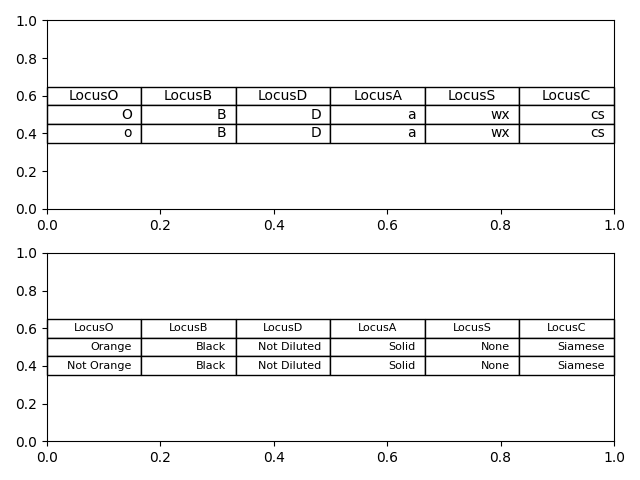 1.0
0.8
LocusO LocusB LocusD LocusA LocusS LocusC
0.6
O B D a wx cs
o B D a wx cs
0.4
0.2
0.0
0.0 0.2 0.4 0.6 0.8 1.0
1.0
0.8
LocusO LocusB LocusD LocusA LocusS LocusC
0.6
Orange Black Not Diluted Solid None Siamese
Not Orange Black Not Diluted Solid None Siamese
0.4
0.2
0.0
0.0 0.2 0.4 0.6 0.8 1.0